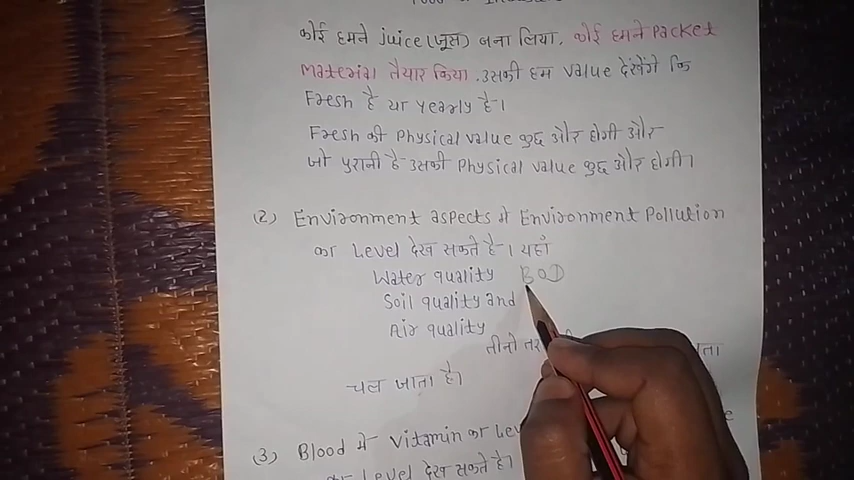 कोई हमने juice (जूस) बना लिया, कोई हमने Packet
Material तैयार किया. उसकी हम value देखेंगे कि
Fresh है या yearly है।
Fresh की Physical value कुछ और होगी और
जो पुरानी है उसकी Physical value कुछ और होगी।
(2) Environment aspects में Environment Pollution
का Level देख सकते है। यहाँ
Water quality BOD
Soil quality and
Air quality
तीनो
चल जाता है।
(3) Blood में Vitamin का
का Level देख सकते है।